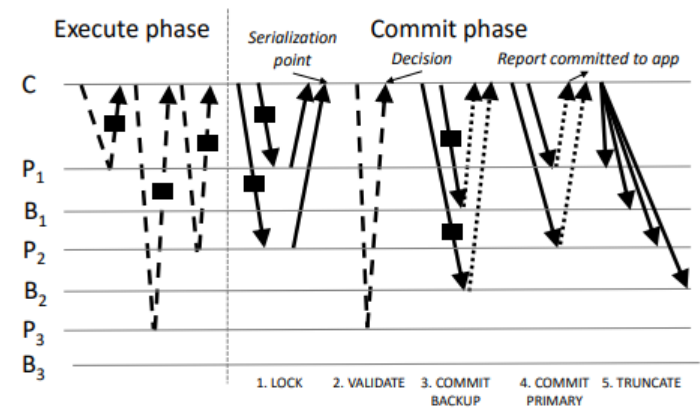 Execute phase
Commit phase
Serialization
point
Decision
Report committed to app
C
P1
B1
P2
B2
P3
B3
1. LOCK
2. VALIDATE
3. COMMIT
BACKUP
4. COMMIT
PRIMARY
5. TRUNCATE